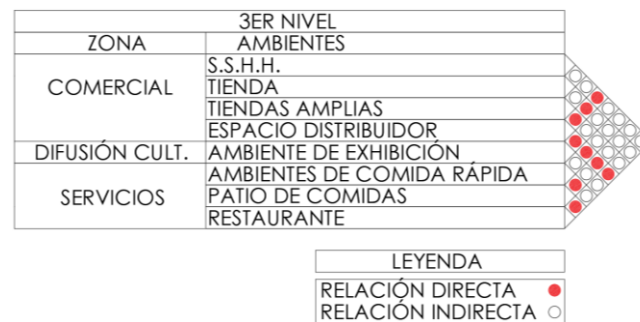 3ER NIVEL
ZONA AMBIENTES
COMERCIAL
S.S.H.H.
TIENDA
TIENDAS AMPLIAS
ESPACIO DISTRIBUIDOR
DIFUSIÓN CULT. AMBIENTE DE EXHIBICIÓN
SERVICIOS
AMBIENTES DE COMIDA RÁPIDA
PATIO DE COMIDAS
RESTAURANTE
LEYENDA
RELACIÓN DIRECTA
RELACIÓN INDIRECTA